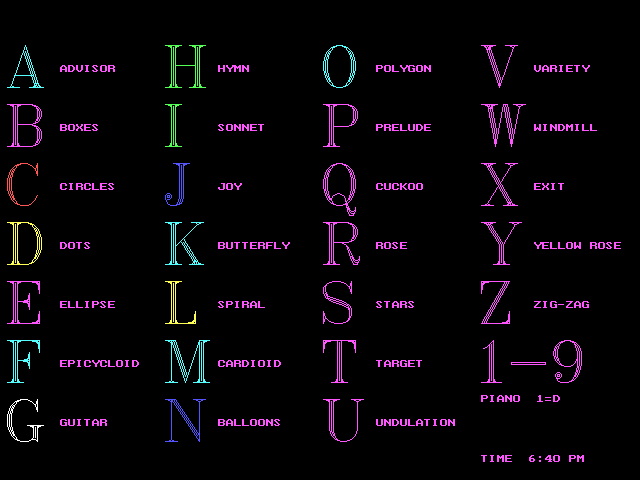 A ADVISOR
B BOXES
C CIRCLES
D DOTS
E ELLIPSE
F EPICYCLOID
G GUITAR
H HYMN
I SONNET
J JOY
K BUTTERFLY
L SPIRAL
M CARDIOID
N BALLOONS
O POLYGON
P PRELUDE
Q CUCKOO
R ROSE
S STARS
T TARGET
U UNDULATION
V VARIETY
W WINDMILL
X EXIT
Y YELLOW ROSE
Z ZIG-ZAG
1-9
PIANO 1=D
TIME 6:40 PM